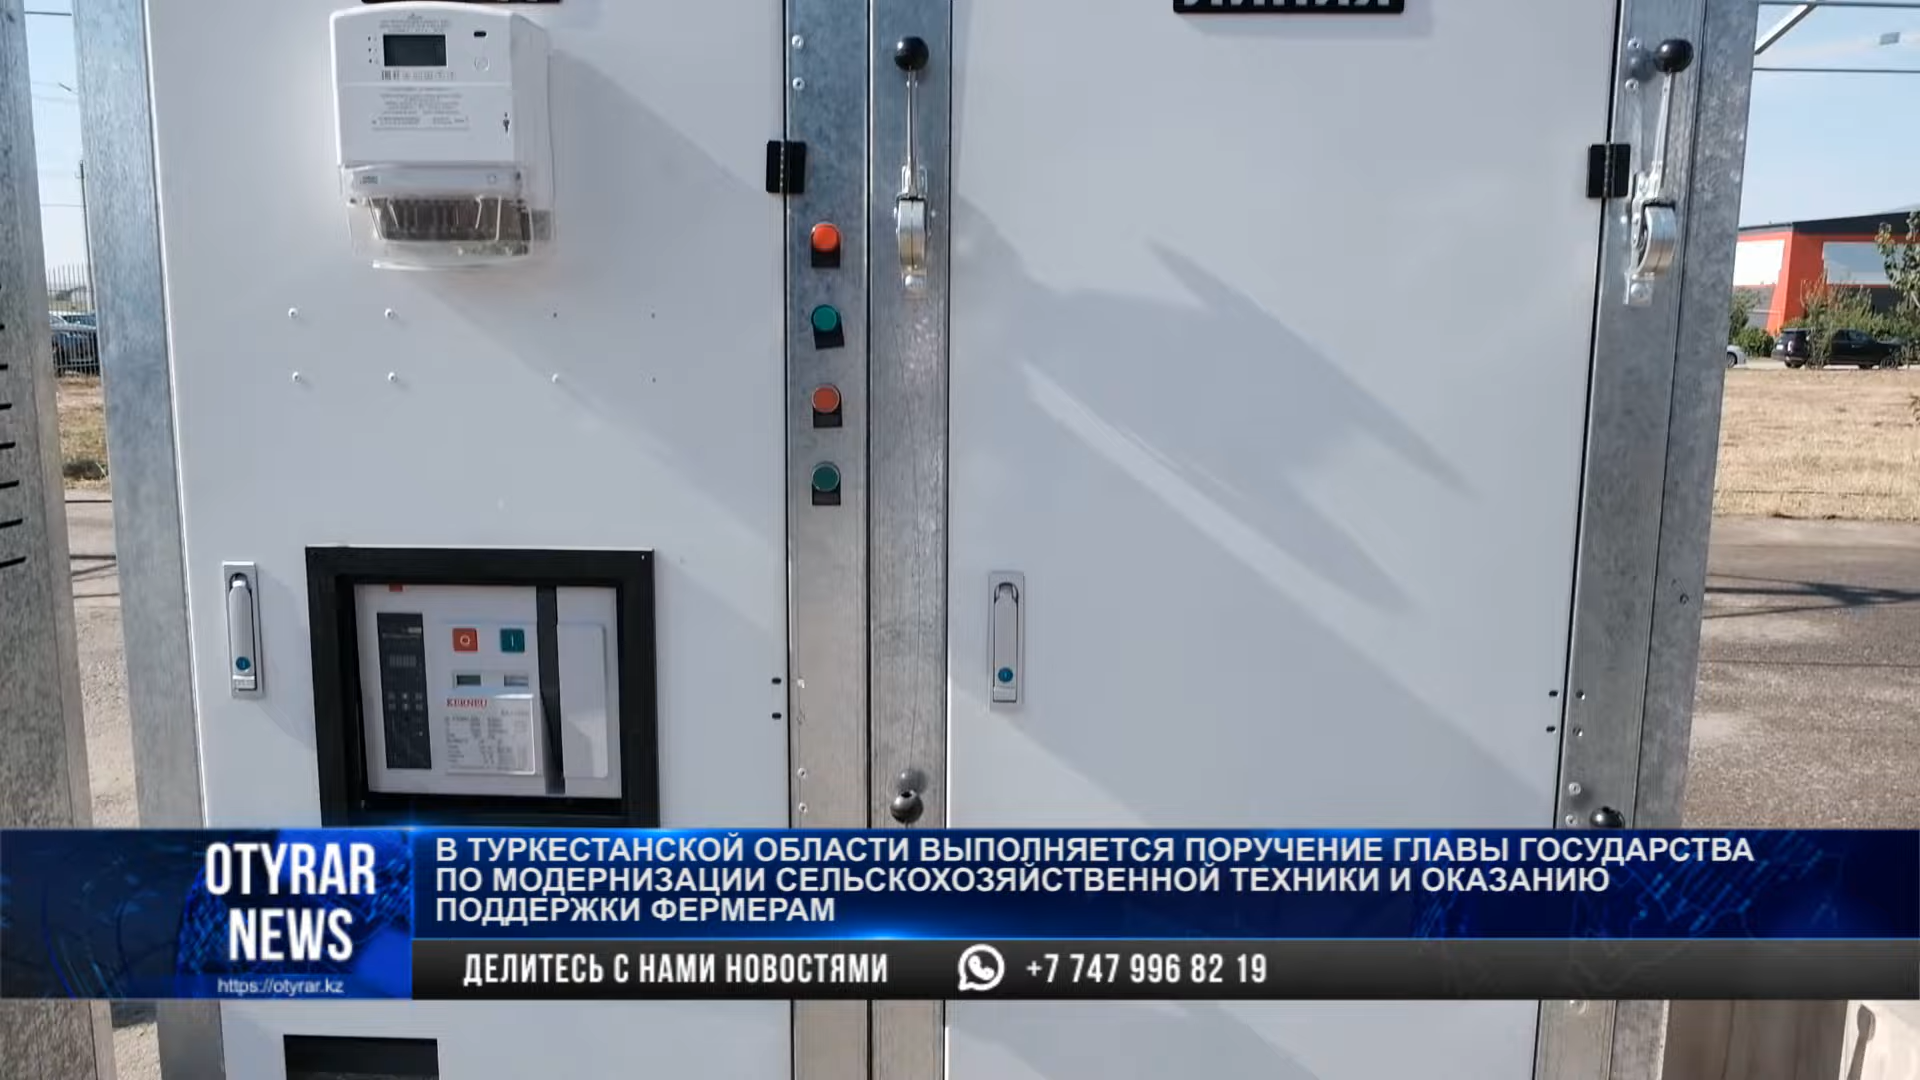 KERNEU
OTYRAR
NEWS
https://otyrar.kz
В ТУРКЕСТАНСКОЙ ОБЛАСТИ ВЫПОЛНЯЕТСЯ ПОРУЧЕНИЕ ГЛАВЫ ГОСУДАРСТВА
ПО МОДЕРНИЗАЦИИ СЕЛЬСКОХОЗЯЙСТВЕННОЙ ТЕХНИКИ И ОКАЗАНИЮ
ПОДДЕРЖКИ ФЕРМЕРАМ
ДЕЛИТЕСЬ С НАМИ НОВОСТЯМИ +7 747 996 82 19